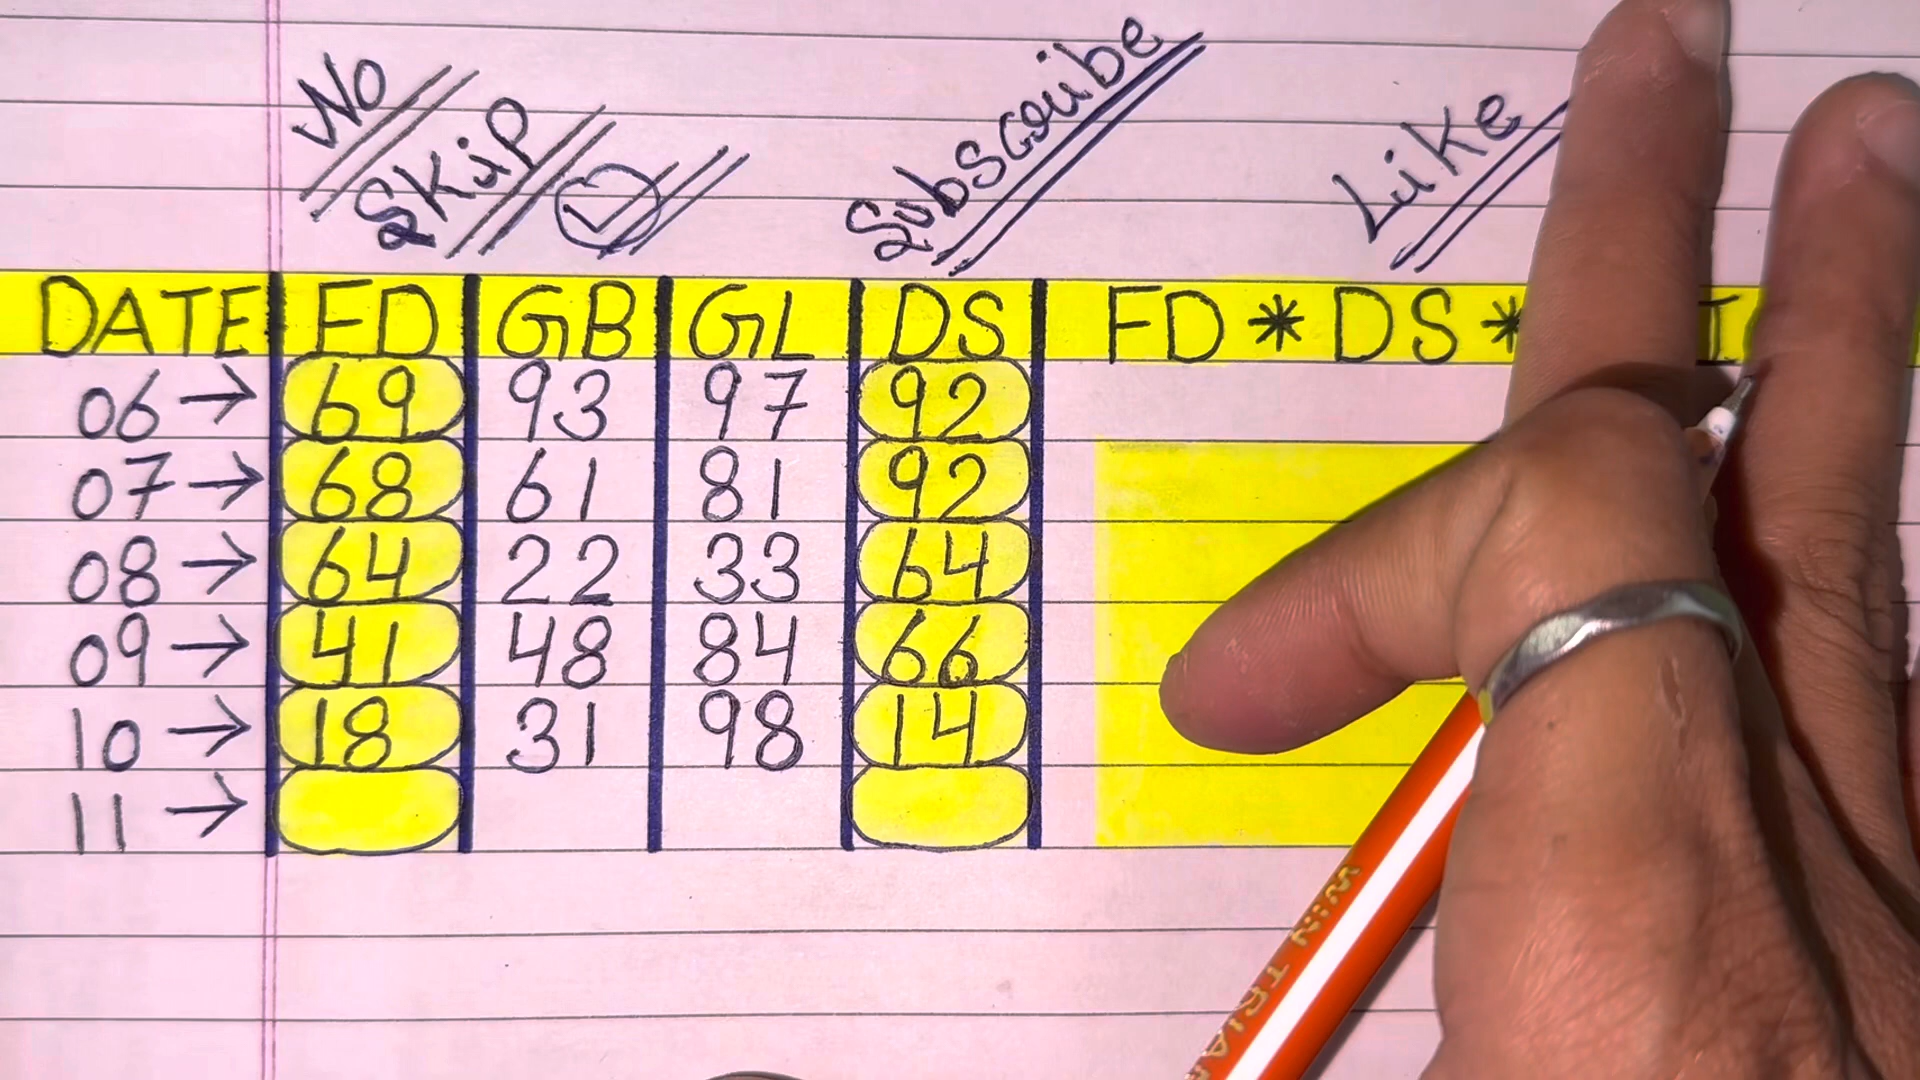 No
Skip
Subscribe
Like
DATE FD GB GL DS FD * DS *
06 → 69 93 97 92
07 → 68 61 81 92
08 → 64 22 33 64
09 → 41 48 84 66
10 → 18 31 98 14
11 →
WIN TRIA